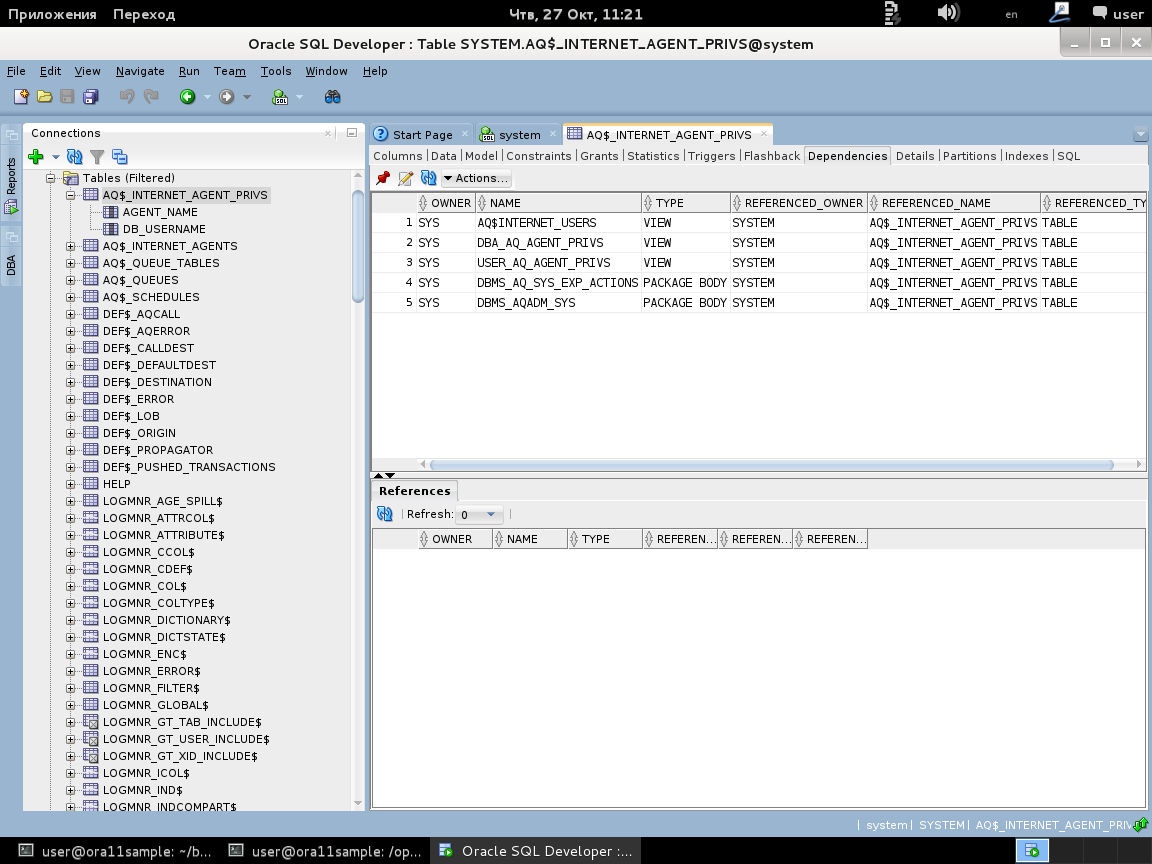 Приложения Переход Чтв, 27 Окт, 11:21 en user
Oracle SQL Developer : Table SYSTEM.AQ$_INTERNET_AGENT_PRIVS@system
File Edit View Navigate Run Team Tools Window Help
Connections
Reports
DBA
Tables (Filtered)
AQ$_INTERNET_AGENT_PRIVS
AGENT_NAME
DB_USERNAME
AQ$_INTERNET_AGENTS
AQ$_QUEUE_TABLES
AQ$_QUEUES
AQ$_SCHEDULES
DEF$_AQCALL
DEF$_AQERROR
DEF$_CALLDEST
DEF$_DEFAULTDEST
DEF$_DESTINATION
DEF$_ERROR
DEF$_LOB
DEF$_ORIGIN
DEF$_PROPAGATOR
DEF$_PUSHED_TRANSACTIONS
HELP
LOGMNR_AGE_SPILL$
LOGMNR_ATTRCOL$
LOGMNR_ATTRIBUTE$
LOGMNR_CCOL$
LOGMNR_CDEF$
LOGMNR_COL$
LOGMNR_COLTYPE$
LOGMNR_DICTIONARY$
LOGMNR_DICTSTATE$
LOGMNR_ENC$
LOGMNR_ERROR$
LOGMNR_FILTER$
LOGMNR_GLOBAL$
LOGMNR_GT_TAB_INCLUDE$
LOGMNR_GT_USER_INCLUDE$
LOGMNR_GT_XID_INCLUDE$
LOGMNR_ICOL$
LOGMNR_IND$
LOGMNR_INDCOMPART$
Start Page system AQ$_INTERNET_AGENT_PRIVS
Columns Data Model Constraints Grants Statistics Triggers Flashback Dependencies Details Partitions Indexes SQL
Actions...
OWNER NAME TYPE REFERENCED_OWNER REFERENCED_NAME REFERENCED_TY
1 SYS AQ$INTERNET_USERS VIEW SYSTEM AQ$_INTERNET_AGENT_PRIVS TABLE
2 SYS DBA_AQ_AGENT_PRIVS VIEW SYSTEM AQ$_INTERNET_AGENT_PRIVS TABLE
3 SYS USER_AQ_AGENT_PRIVS VIEW SYSTEM AQ$_INTERNET_AGENT_PRIVS TABLE
4 SYS DBMS_AQ_SYS_EXP_ACTIONS PACKAGE BODY SYSTEM AQ$_INTERNET_AGENT_PRIVS TABLE
5 SYS DBMS_AQADM_SYS PACKAGE BODY SYSTEM AQ$_INTERNET_AGENT_PRIVS TABLE
References
Refresh: 0
OWNER NAME TYPE REFEREN... REFEREN... REFEREN...
system SYSTEM AQ$_INTERNET_AGENT_PRIV
user@ora11sample: ~/b... user@ora11sample: /op... Oracle SQL Developer :...